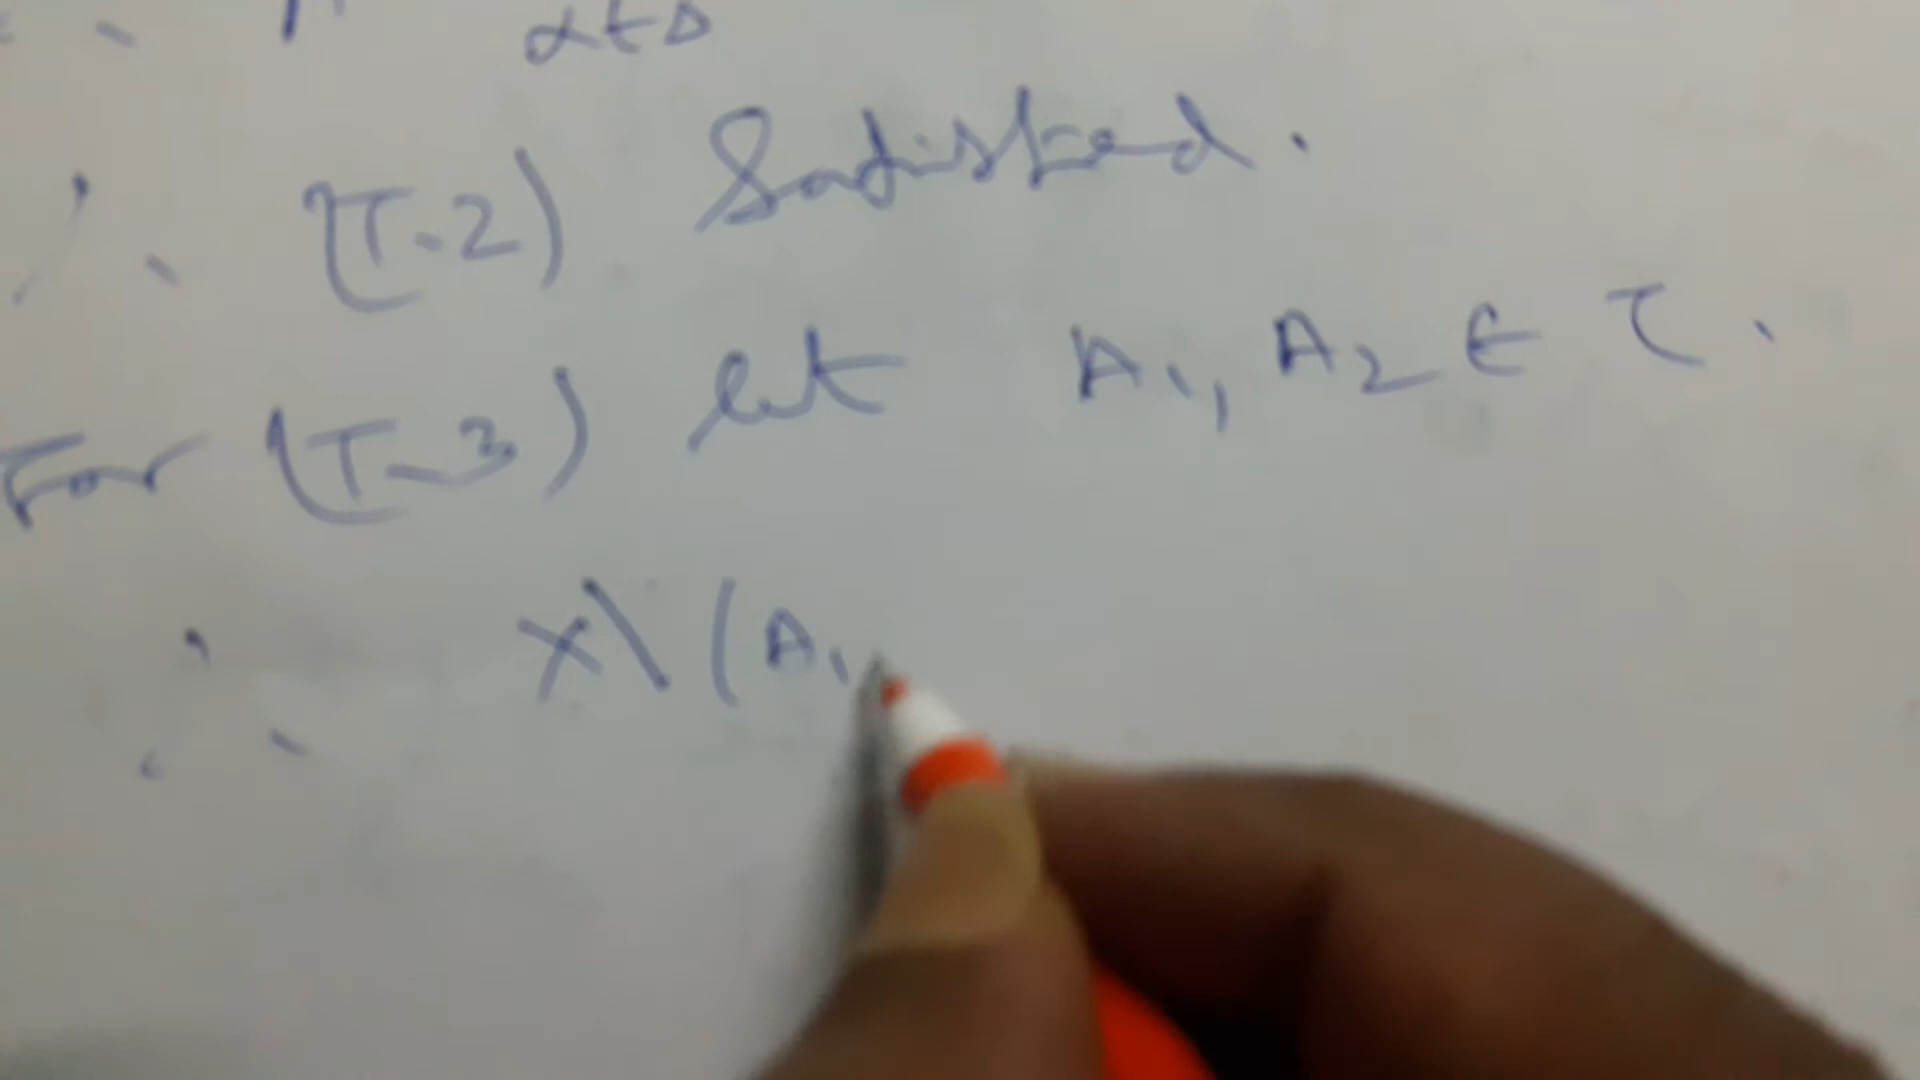 α∈Δ
∴ (T-2) Satisfied.
For (T-3) let A₁, A₂ ∈ τ.
∴ X\(A₁